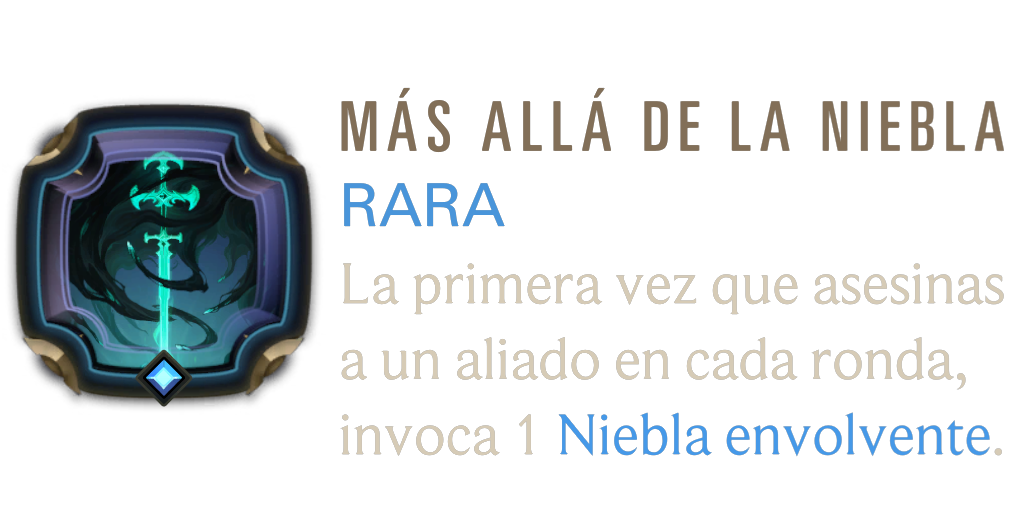 MÁS ALLÁ DE LA NIEBLA
RARA
La primera vez que asesinas
a un aliado en cada ronda,
invoca 1 Niebla envolvente.